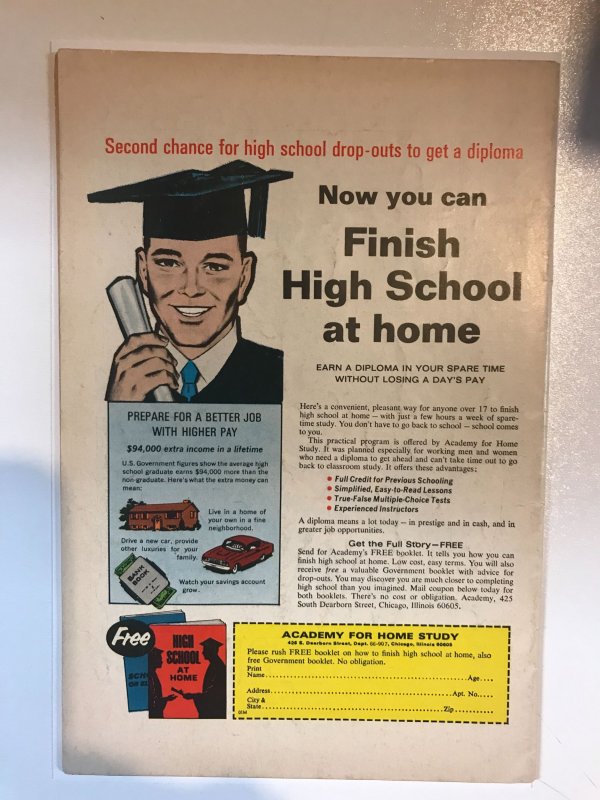 Second chance for high school drop-outs to get a diploma
Now you can
Finish
High School
at home
EARN A DIPLOMA IN YOUR SPARE TIME
WITHOUT LOSING A DAY'S PAY
PREPARE FOR A BETTER JOB
WITH HIGHER PAY
$94,000 extra income in a lifetime
U.S. Government figures show the average high
school graduate earns $94,000 more than the
non-graduate. Here's what the extra money can
mean:
Live in a home of
your own in a fine
neighborhood.
Drive a new car, provide
other luxuries for your
family.
BANK
BOOK
Watch your savings account
grow.
Here's a convenient, pleasant way for anyone over 17 to finish
high school at home — with just a few hours a week of spare-
time study. You don't have to go back to school — school comes
to you.
This practical program is offered by Academy for Home
Study. It was planned especially for working men and women
who need a diploma to get ahead and can't take time out to go
back to classroom study. It offers these advantages:
• Full Credit for Previous Schooling
• Simplified, Easy-to-Read Lessons
• True-False Multiple-Choice Tests
• Experienced Instructors
A diploma means a lot today — in prestige and in cash, and in
greater job opportunities.
Get the Full Story—FREE
Send for Academy's FREE booklet. It tells you how you can
finish high school at home. Low cost, easy terms. You will also
receive free a valuable Government booklet with advice for
drop-outs. You may discover you are much closer to completing
high school than you imagined. Mail coupon below today for
both booklets. There's no cost or obligation. Academy, 425
South Dearborn Street, Chicago, Illinois 60605.
Free
HIGH
SCHOOL
AT
HOME
ACADEMY FOR HOME STUDY
426 S. Dearborn Street, Dept. 66-907, Chicago, Illinois 60605
Please rush FREE booklet on how to finish high school at home, also
free Government booklet. No obligation.
Print
Name Age
Address Apt. No.
City &
State Zip